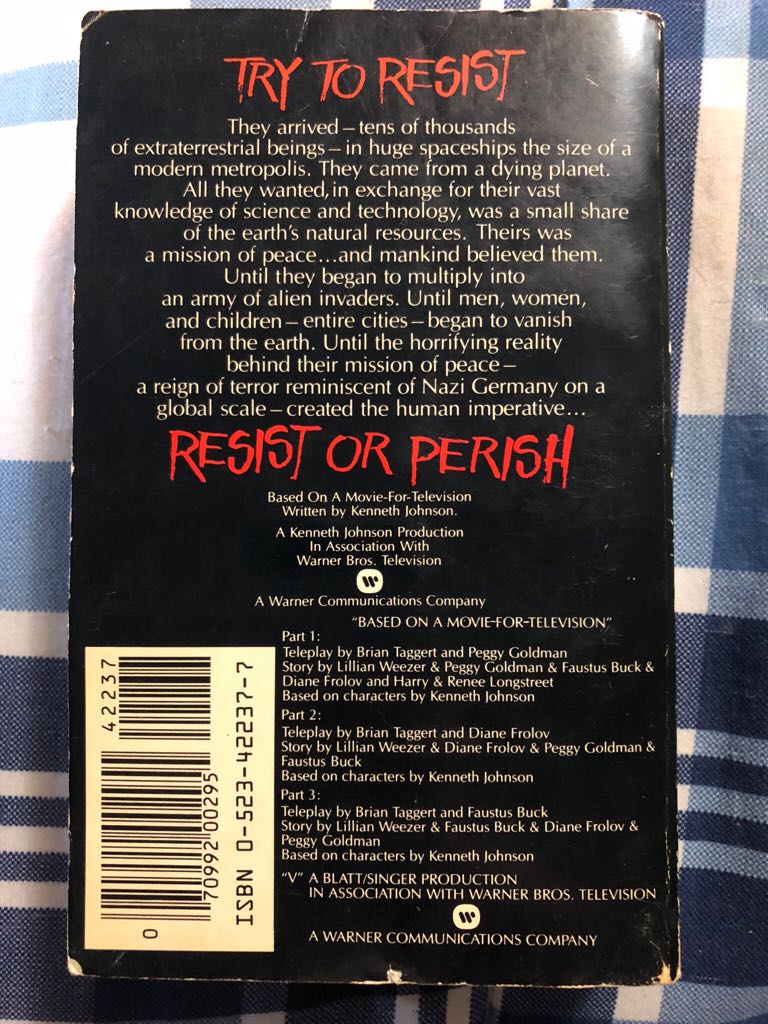 TRY TO RESIST
They arrived – tens of thousands
of extraterrestrial beings – in huge spaceships the size of a
modern metropolis. They came from a dying planet.
All they wanted, in exchange for their vast
knowledge of science and technology, was a small share
of the earth's natural resources. Theirs was
a mission of peace...and mankind believed them.
Until they began to multiply into
an army of alien invaders. Until men, women,
and children – entire cities – began to vanish
from the earth. Until the horrifying reality
behind their mission of peace –
a reign of terror reminiscent of Nazi Germany on a
global scale – created the human imperative...
RESIST OR PERISH
Based On A Movie-For-Television
Written by Kenneth Johnson.
A Kenneth Johnson Production
In Association With
Warner Bros. Television
A Warner Communications Company
"BASED ON A MOVIE-FOR-TELEVISION"
Part 1:
Teleplay by Brian Taggert and Peggy Goldman
Story by Lillian Weezer & Peggy Goldman & Faustus Buck &
Diane Frolov and Harry & Renee Longstreet
Based on characters by Kenneth Johnson
Part 2:
Teleplay by Brian Taggert and Diane Frolov
Story by Lillian Weezer & Diane Frolov & Peggy Goldman &
Faustus Buck
Based on characters by Kenneth Johnson
Part 3:
Teleplay by Brian Taggert and Faustus Buck
Story by Lillian Weezer & Faustus Buck & Diane Frolov &
Peggy Goldman
Based on characters by Kenneth Johnson
"V" A BLATT/SINGER PRODUCTION
IN ASSOCIATION WITH WARNER BROS. TELEVISION
A WARNER COMMUNICATIONS COMPANY
42237
0 70992 00295
ISBN 0-523-42237-7